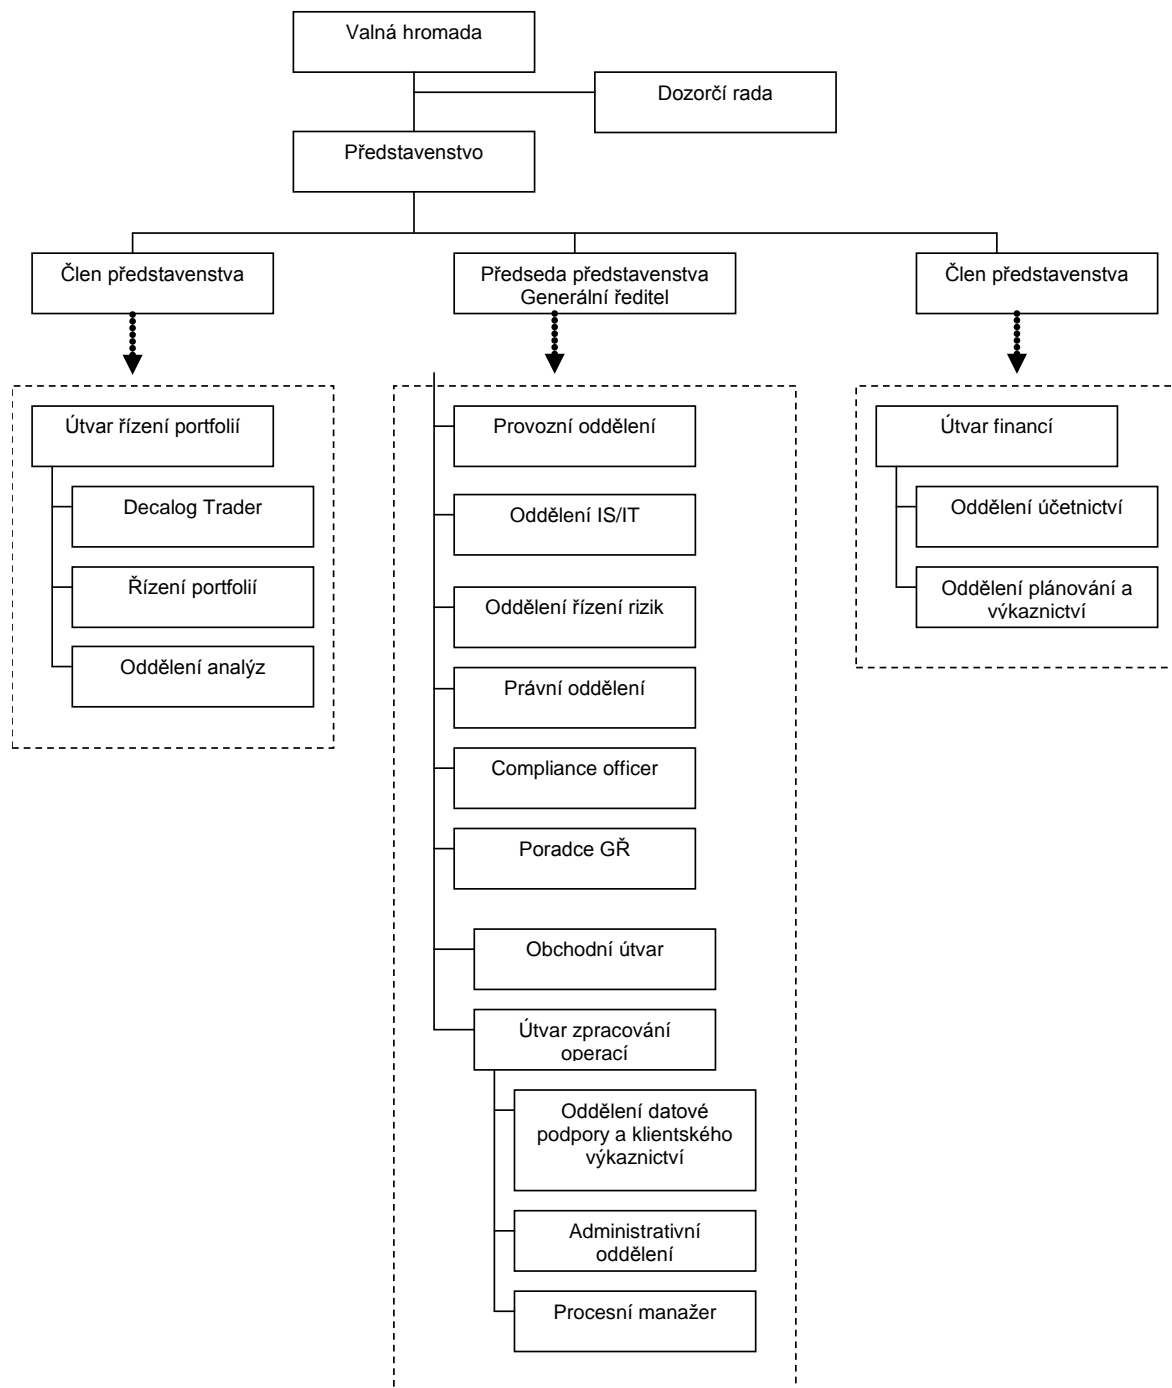 Valná hromada
Dozorčí rada
Představenstvo
Člen představenstva
Předseda představenstva
Generální ředitel
Člen představenstva
Útvar řízení portfolií
Decalog Trader
Řízení portfolií
Oddělení analýz
Provozní oddělení
Oddělení IS/IT
Oddělení řízení rizik
Právní oddělení
Compliance officer
Poradce GŘ
Obchodní útvar
Útvar zpracování
operací
Oddělení datové
podpory a klientského
výkaznictví
Administrativní
oddělení
Procesní manažer
Útvar financí
Oddělení účetnictví
Oddělení plánování a
výkaznictví